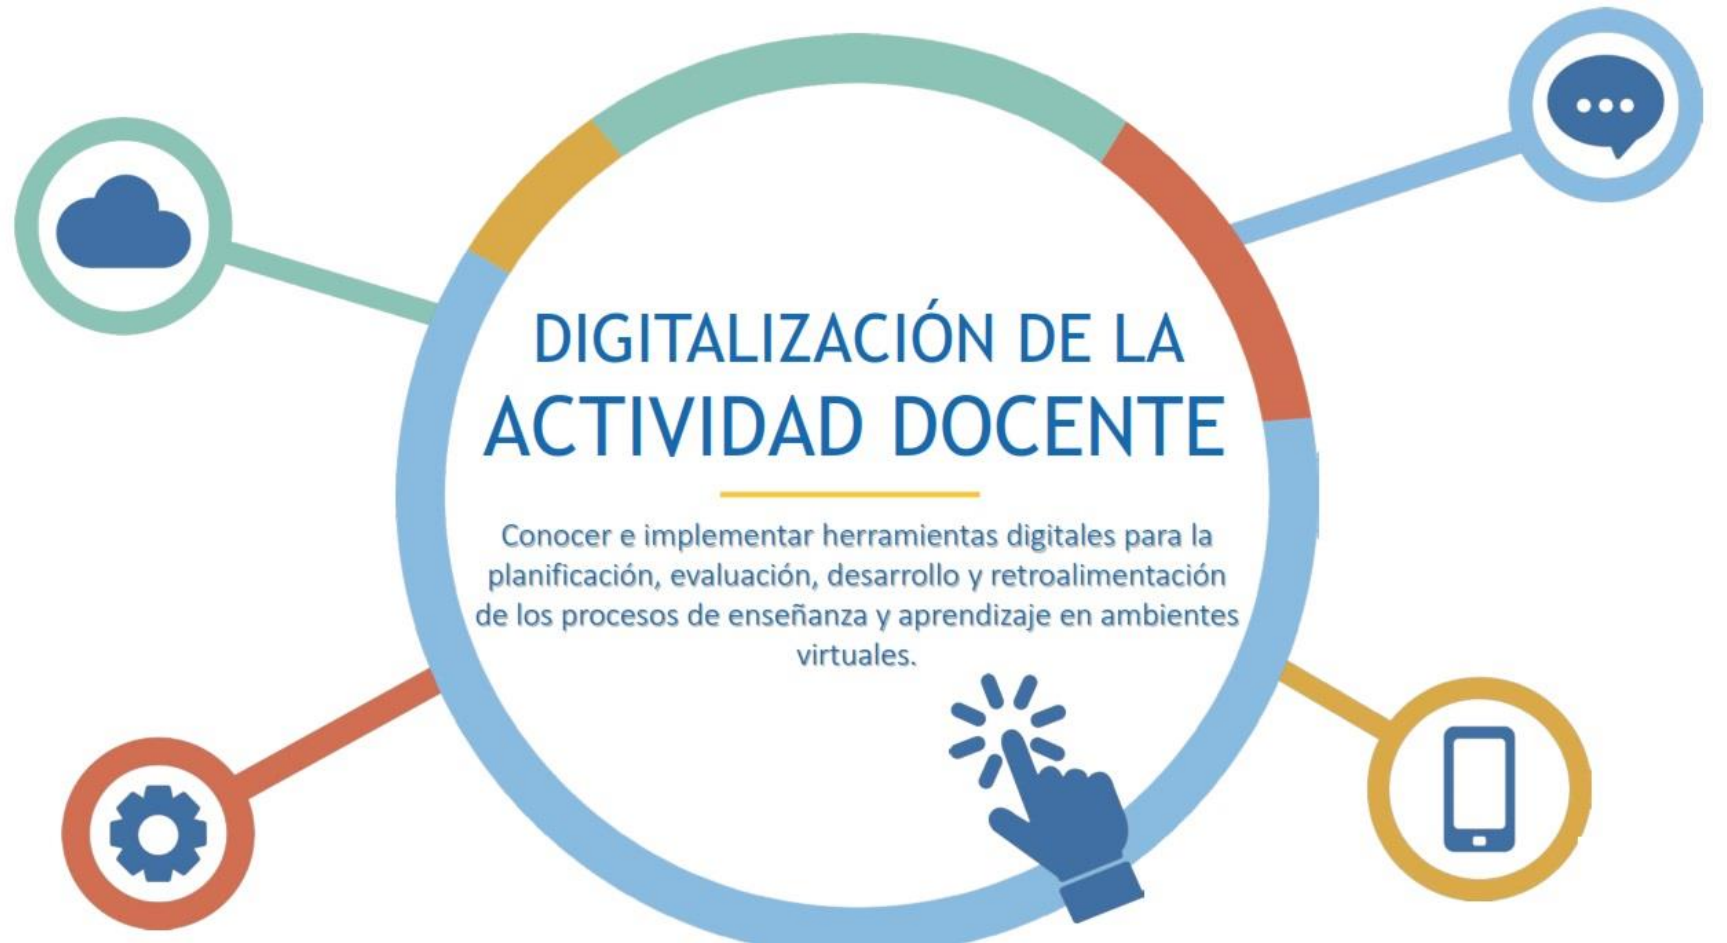 DIGITALIZACIÓN DE LA
ACTIVIDAD DOCENTE
Conocer e implementar herramientas digitales para la
planificación, evaluación, desarrollo y retroalimentación
de los procesos de enseñanza y aprendizaje en ambientes
virtuales.